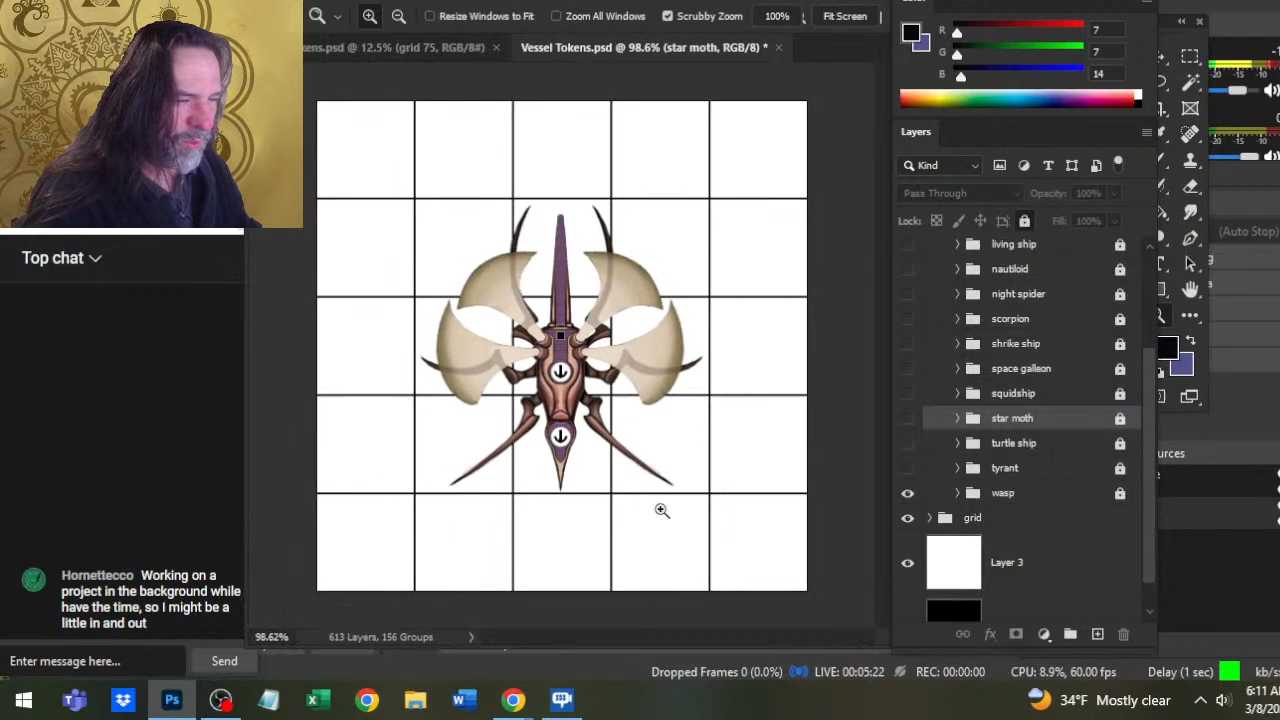 Resize Windows to Fit
Zoom All Windows
Scrubby Zoom
100%
Fit Screen
kens.psd @ 12.5% (grid 75, RGB/8#)
Vessel Tokens.psd @ 98.6% (star moth, RGB/8) *
R
7
G
7
B
14
Layers
Kind
Pass Through
Opacity: 100%
Lock:
Fill: 100%
living ship
nautiloid
night spider
scorpion
shrike ship
space galleon
squidship
star moth
turtle ship
tyrant
wasp
grid
Layer 3
(Auto Stop)
Top chat
Hornettecco Working on a
project in the background while
have the time, so I might be a
little in and out
Enter message here...
Send
98.62%
613 Layers, 156 Groups
Dropped Frames 0 (0.0%)
LIVE: 00:05:22
REC: 00:00:00
CPU: 8.9%, 60.00 fps
Delay (1 sec)
kb/s
34°F Mostly clear
6:11 A
3/8/20